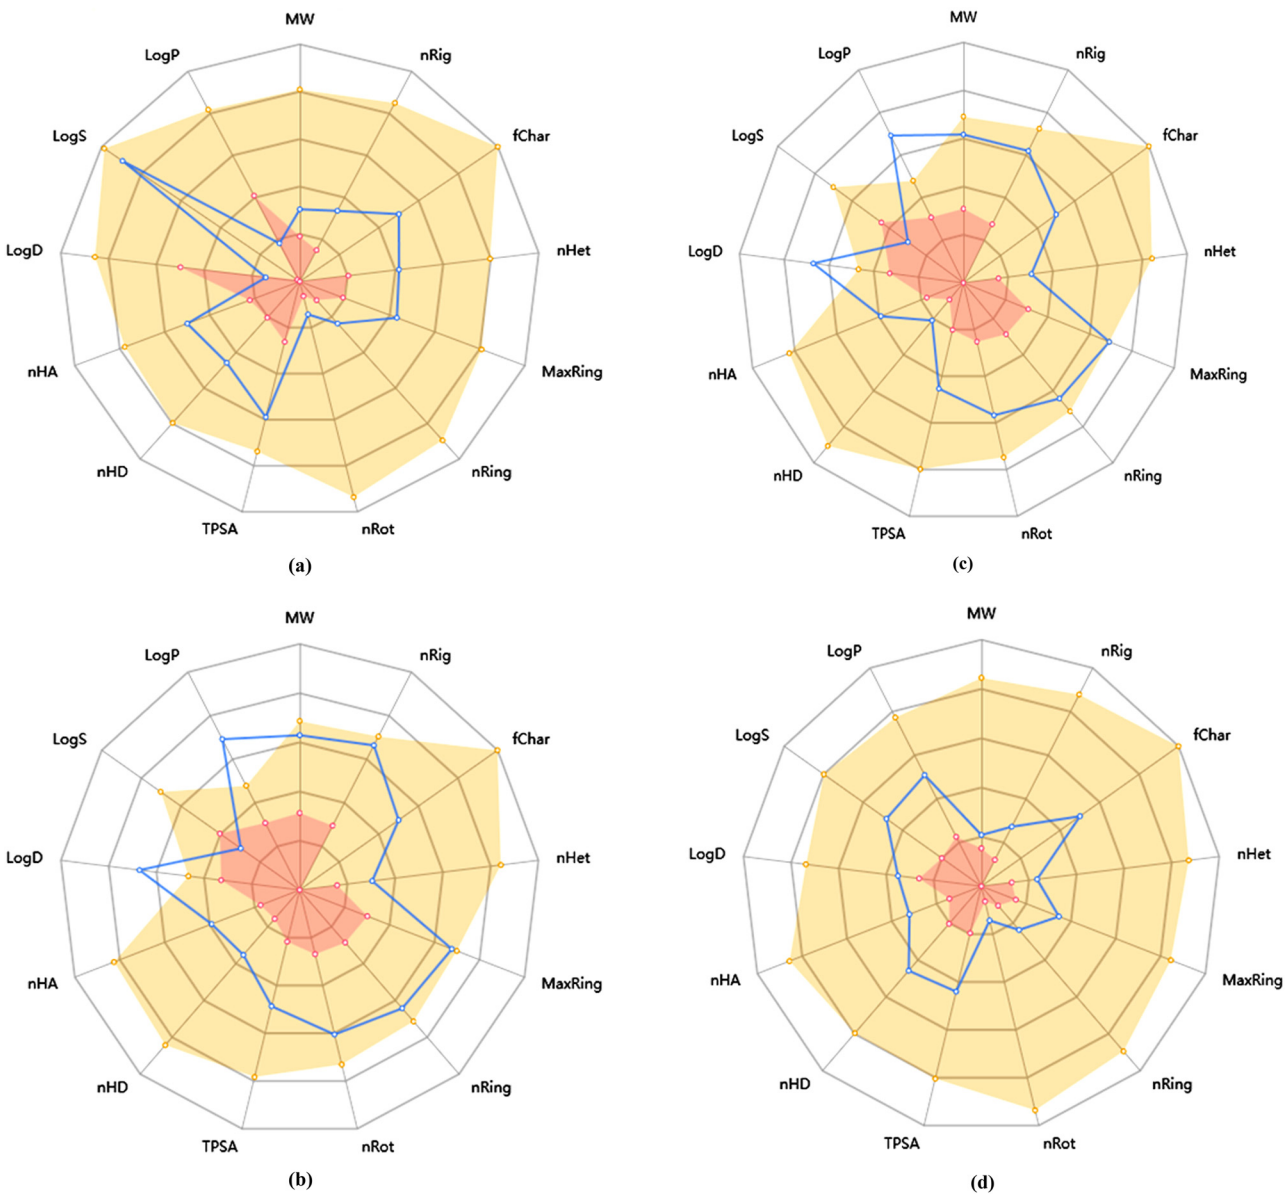 MW
LogP
nRig
LogS
fChar
LogD
nHet
nHA
MaxRing
nHD
nRing
TPSA
nRot
(a)
MW
LogP
nRig
LogS
fChar
LogD
nHet
nHA
MaxRing
nHD
nRing
TPSA
nRot
(c)
MW
LogP
nRig
LogS
fChar
LogD
nHet
nHA
MaxRing
nHD
nRing
TPSA
nRot
(b)
MW
LogP
nRig
LogS
fChar
LogD
nHet
nHA
MaxRing
nHD
nRing
TPSA
nRot
(d)